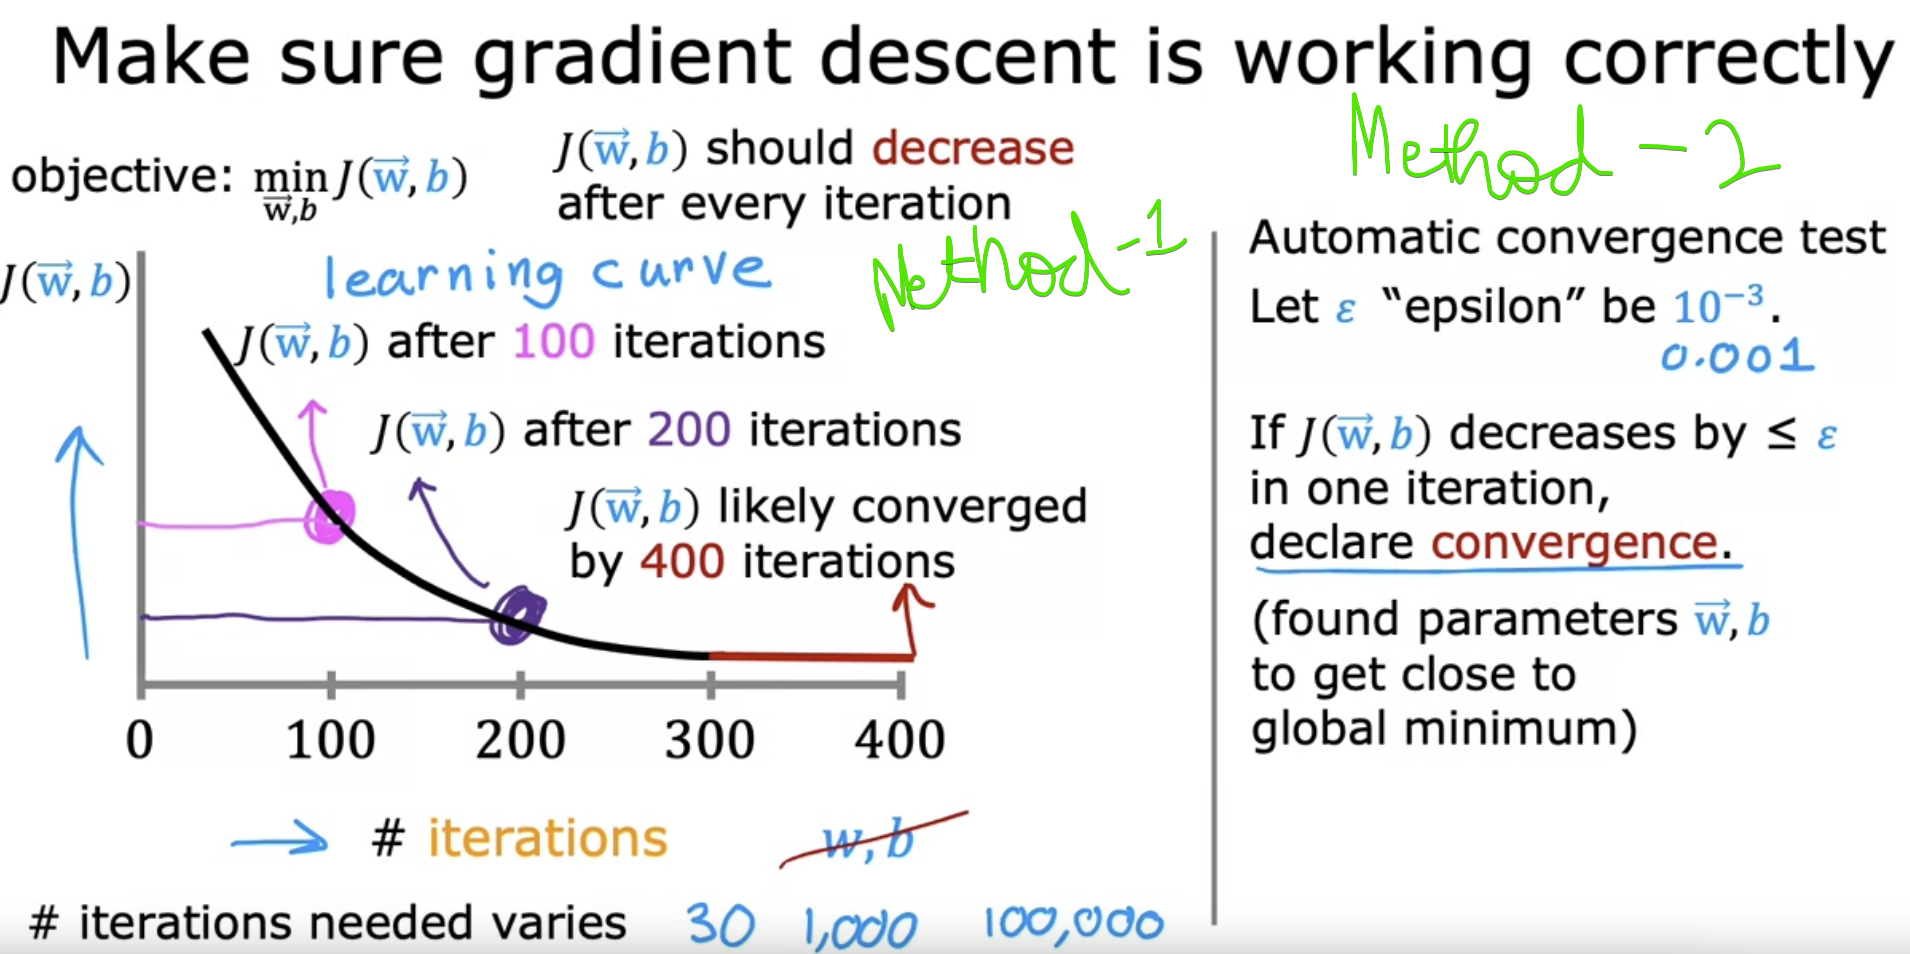 Make sure gradient descent is working correctly
objective: min J(w⃗, b)
w⃗,b
J(w⃗, b) should decrease
after every iteration
Method-1
J(w⃗, b)
learning curve
J(w⃗, b) after 100 iterations
J(w⃗, b) after 200 iterations
J(w⃗, b) likely converged
by 400 iterations
0 100 200 300 400
# iterations
w, b
# iterations needed varies 30 1,000 100,000
Method-2
Automatic convergence test
Let ε “epsilon” be 10⁻³.
0.001
If J(w⃗, b) decreases by ≤ ε
in one iteration,
declare convergence.
(found parameters w⃗, b
to get close to
global minimum)